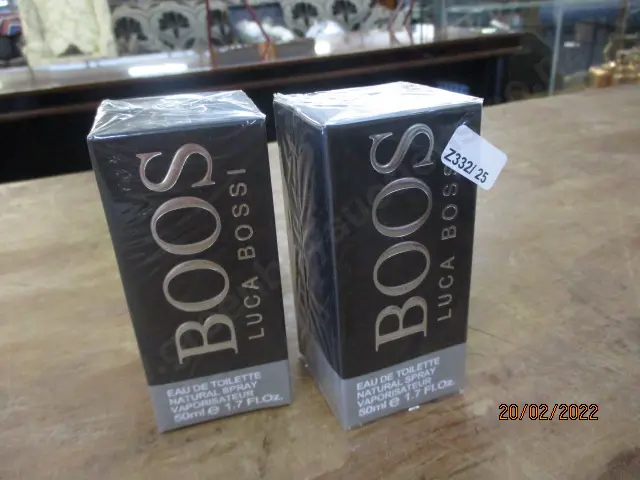 BOOS
LUCA BOSSI
EAU DE TOILETTE
NATURAL SPRAY
VAPORISATEUR
50ml e 1.7 Fl.Oz.
BOOS
LUCA BOSS
EAU DE TOILETTE
NATURAL SPRAY
VAPORISATEUR
50ml e 1.7 Fl.Oz.
Z332/25
20/02/2022